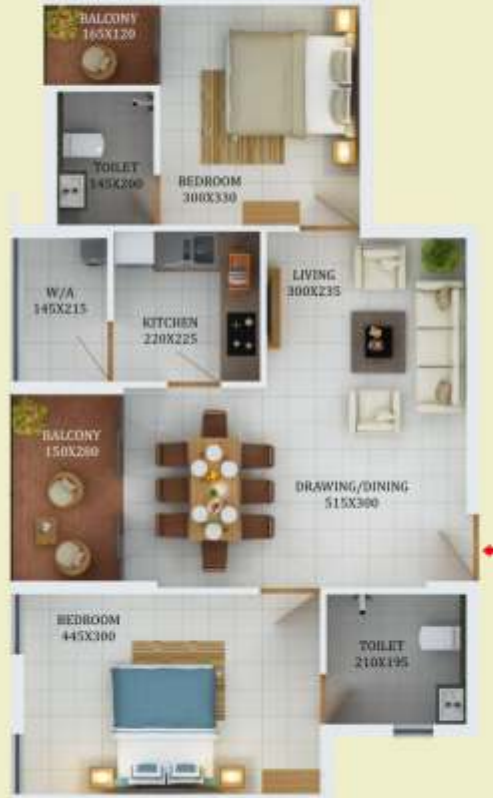 BALCONY
165X120
TOILET
145X200
BEDROOM
300X330
W/A
145X215
KITCHEN
220X225
LIVING
300X235
BALCONY
150X280
DRAWING/DINING
515X300
BEDROOM
445X300
TOILET
210X195